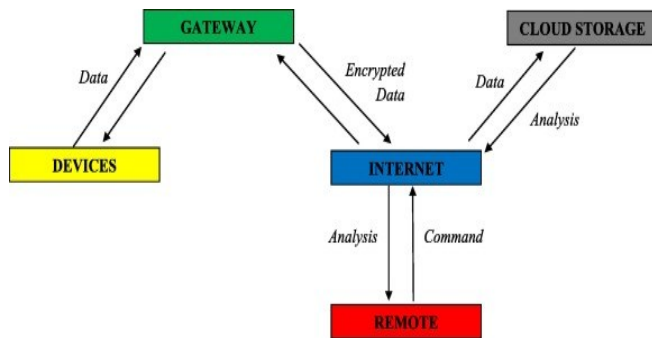 GATEWAY
CLOUD STORAGE
Data
Encrypted
Data
Data
Analysis
DEVICES
INTERNET
Analysis
Command
REMOTE